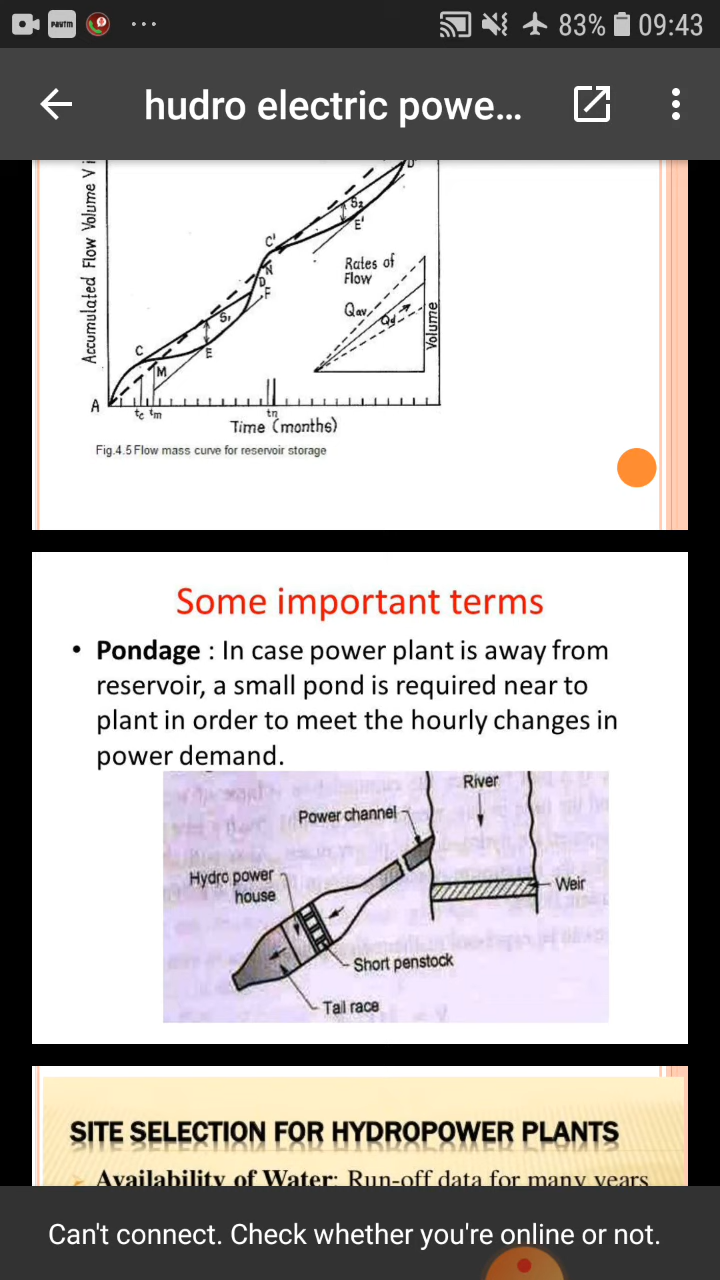 PAYTM
83% 09:43
hudro electric powe...
Accumulated Flow Volume V i
D
S₂
E'
C'
N
D
F
Rates of
Flow
Qav
Qd
Volume
S₁
C
E
M
A
tc tm
tn
Time (months)
Fig.4.5 Flow mass curve for reservoir storage
Some important terms
• Pondage : In case power plant is away from
reservoir, a small pond is required near to
plant in order to meet the hourly changes in
power demand.
River
Power channel
Hydro power
house
Weir
Short penstock
Tail race
SITE SELECTION FOR HYDROPOWER PLANTS
Availability of Water: Run-off data for many years
Can't connect. Check whether you're online or not.